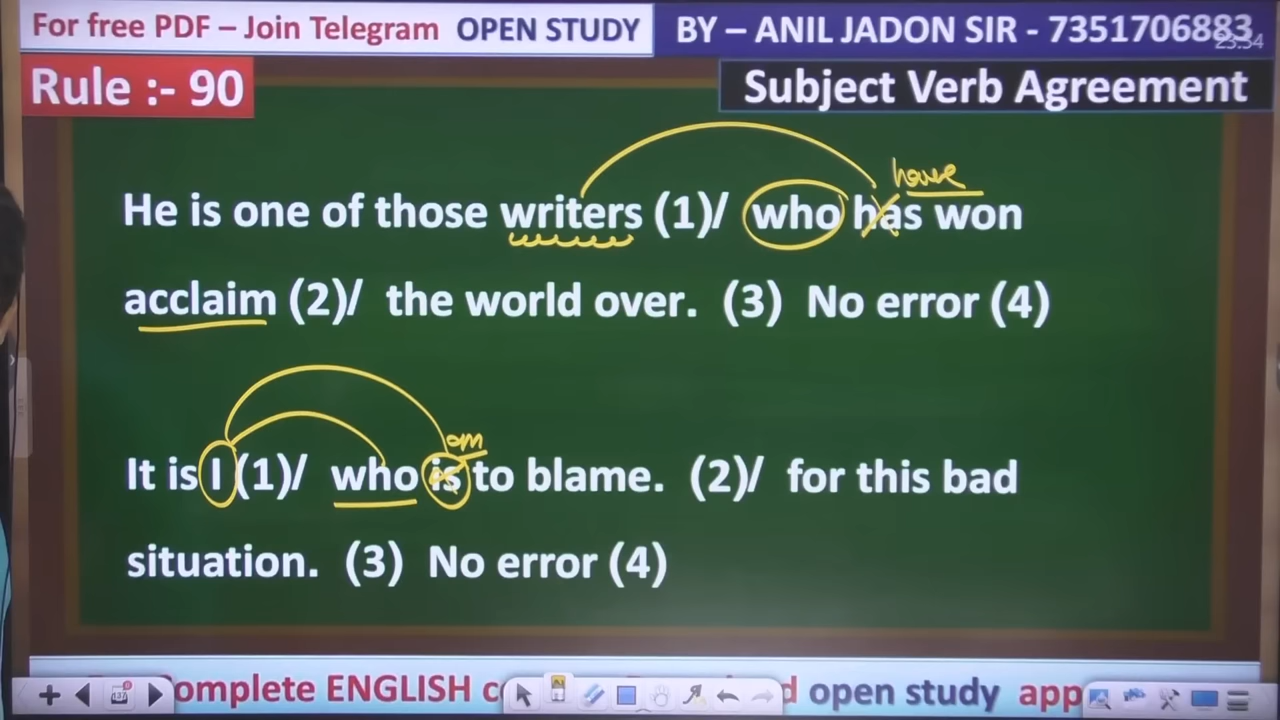 For free PDF – Join Telegram OPEN STUDY
BY – ANIL JADON SIR - 7351706883
23:54
Rule :- 90
Subject Verb Agreement
have
He is one of those writers (1)/ who has won
acclaim (2)/ the world over. (3) No error (4)
am
It is I (1)/ who is to blame. (2)/ for this bad
situation. (3) No error (4)
omplete ENGLISH c
d open study app
137